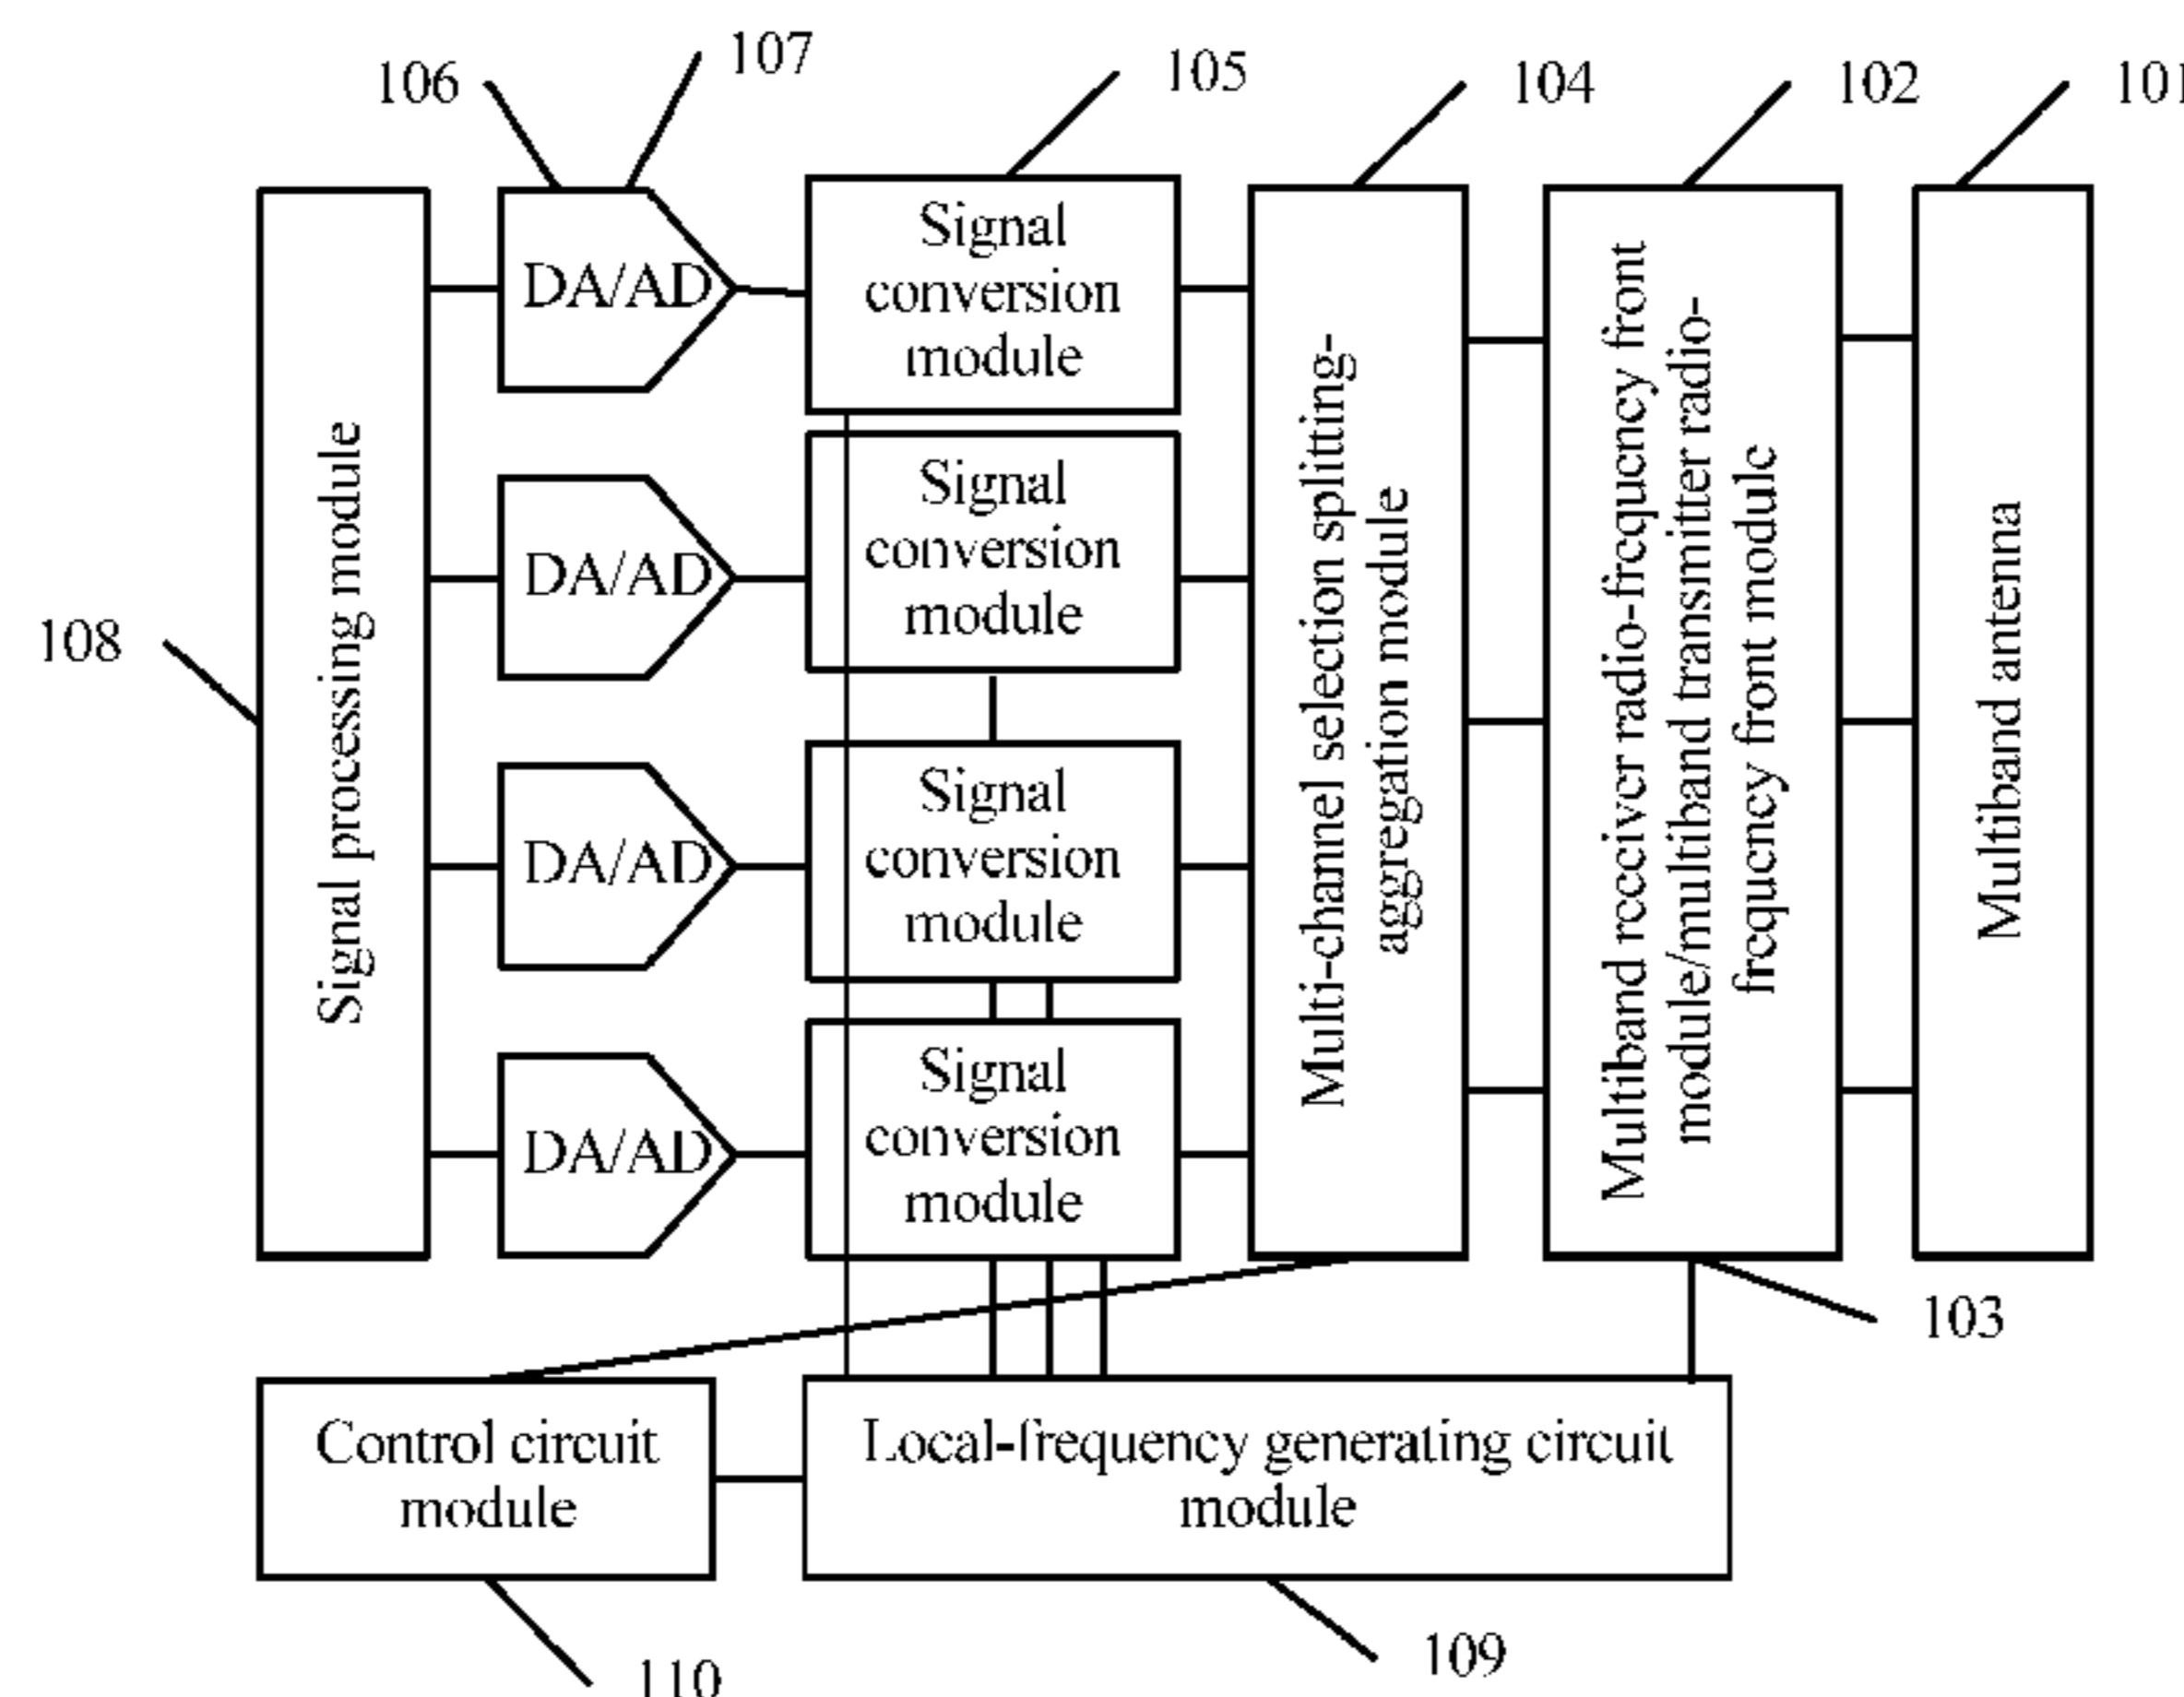 107
106
105
104
102
101
Signal processing module
DA/AD
Signal
conversion
module
DA/AD
Signal
conversion
module
DA/AD
Signal
conversion
module
DA/AD
Signal
conversion
module
Multi-channel selection splitting-
aggregation module
Multiband receiver radio-frequency front
module/multiband transmitter radio-
frequency front module
Multiband antenna
108
103
Control circuit
module
Local-frequency generating circuit
module
109
110